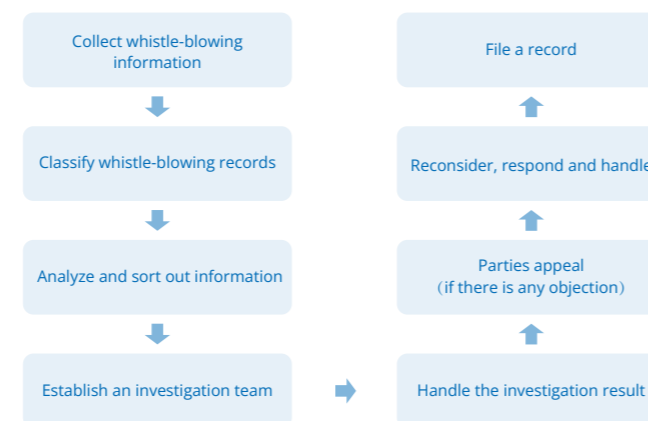 Collect whistle-blowing
information
Classify whistle-blowing records
Analyze and sort out information
Establish an investigation team
Handle the investigation result
Parties appeal
（if there is any objection）
Reconsider, respond and handle
File a record